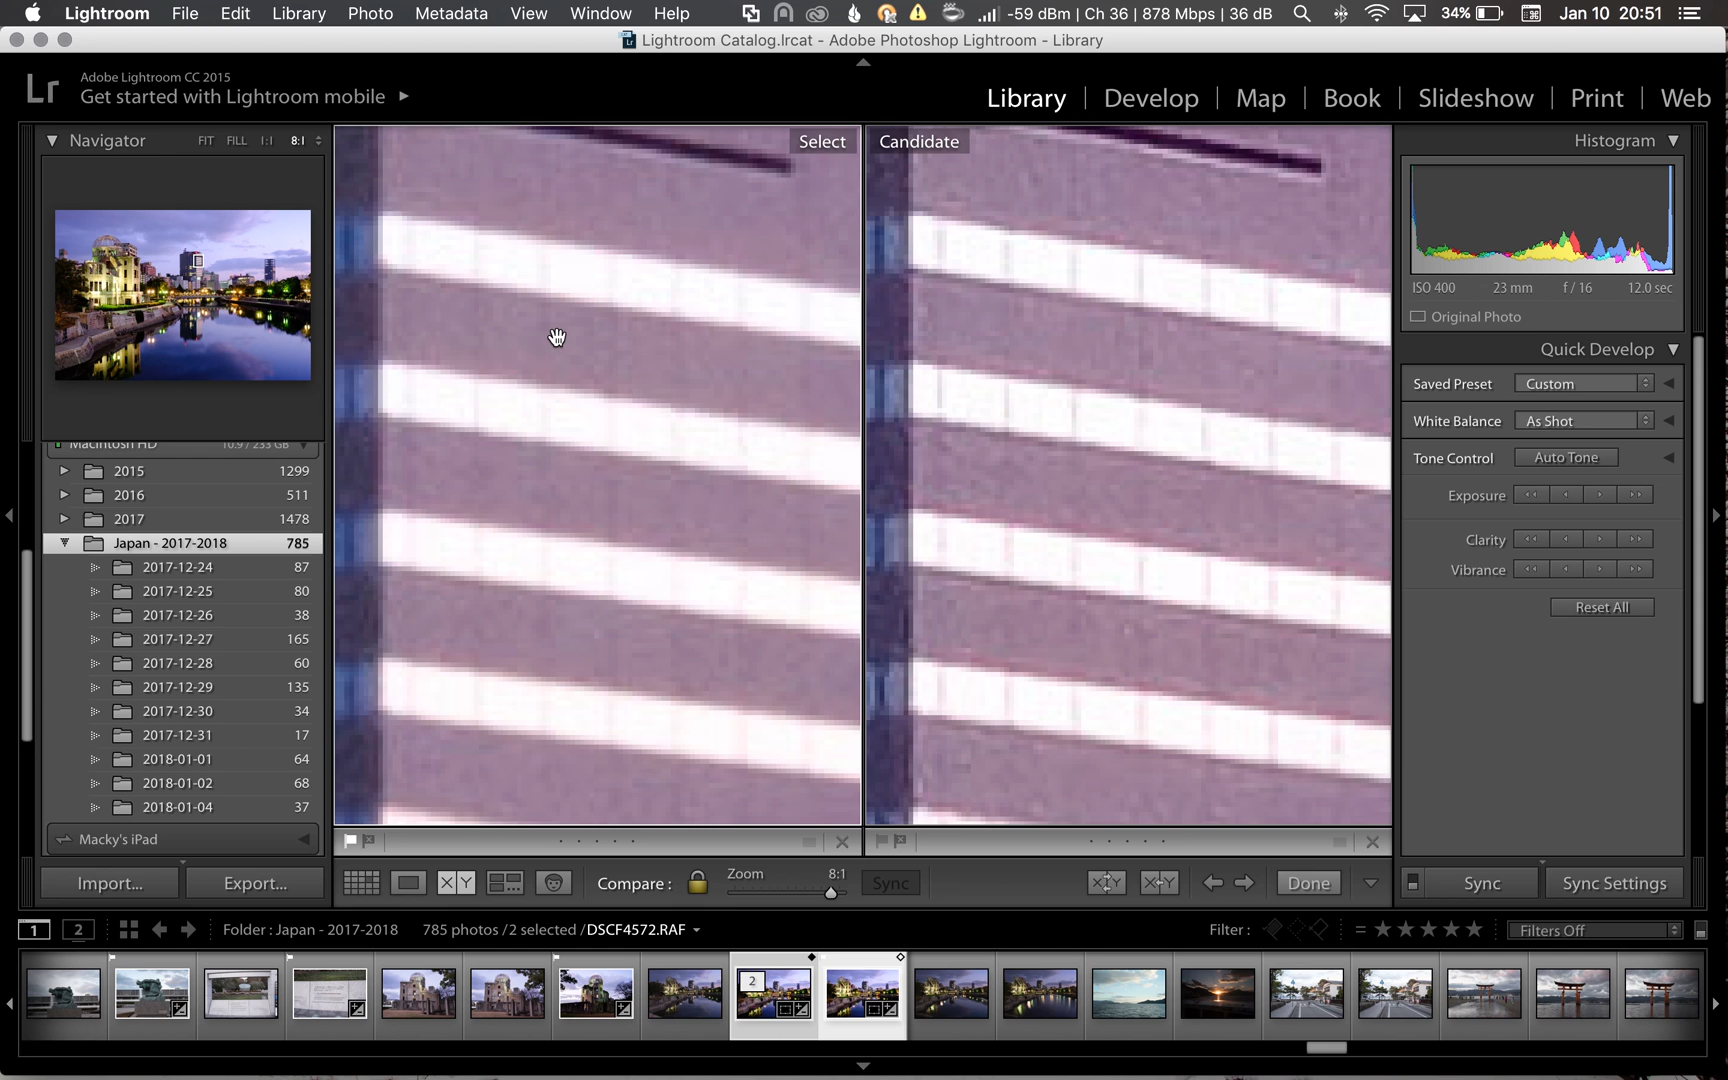 Lightroom File Edit Library Photo Metadata View Window Help -59 dBm | Ch 36 | 878 Mbps | 36 dB 34% Jan 10 20:51
Lightroom Catalog.lrcat - Adobe Photoshop Lightroom - Library
Lr
Adobe Lightroom CC 2015
Get started with Lightroom mobile
Library | Develop | Map | Book | Slideshow | Print | Web
Navigator FIT FILL 1:1 8:1
Select
Candidate
Macintosh HD 10.9 / 233 GB
2015 1299
2016 511
2017 1478
Japan - 2017-2018 785
2017-12-24 87
2017-12-25 80
2017-12-26 38
2017-12-27 165
2017-12-28 60
2017-12-29 135
2017-12-30 34
2017-12-31 17
2018-01-01 64
2018-01-02 68
2018-01-04 37
Macky's iPad
Import... Export...
Histogram
ISO 400 23 mm f / 16 12.0 sec
Original Photo
Quick Develop
Saved Preset Custom
White Balance As Shot
Tone Control Auto Tone
Exposure
Clarity
Vibrance
Reset All
X Y Compare : Zoom 8:1 Sync X Y X Y Done
Sync Sync Settings
1 2 Folder : Japan - 2017-2018 785 photos / 2 selected / DSCF4572.RAF Filter : Filters Off
2